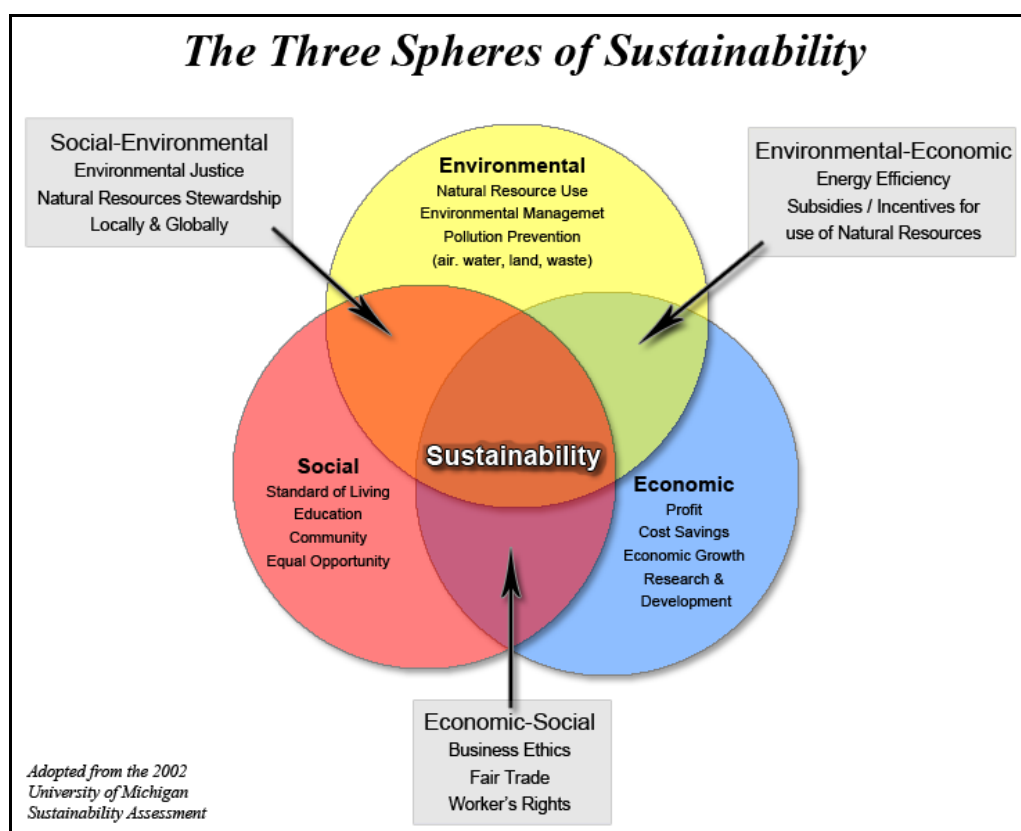 The Three Spheres of Sustainability
Social-Environmental
Environmental Justice
Natural Resources Stewardship
Locally & Globally
Environmental
Natural Resource Use
Environmental Managemet
Pollution Prevention
(air. water, land, waste)
Environmental-Economic
Energy Efficiency
Subsidies / Incentives for
use of Natural Resources
Sustainability
Social
Standard of Living
Education
Community
Equal Opportunity
Economic
Profit
Cost Savings
Economic Growth
Research &
Development
Economic-Social
Business Ethics
Fair Trade
Worker's Rights
Adopted from the 2002
University of Michigan
Sustainability Assessment